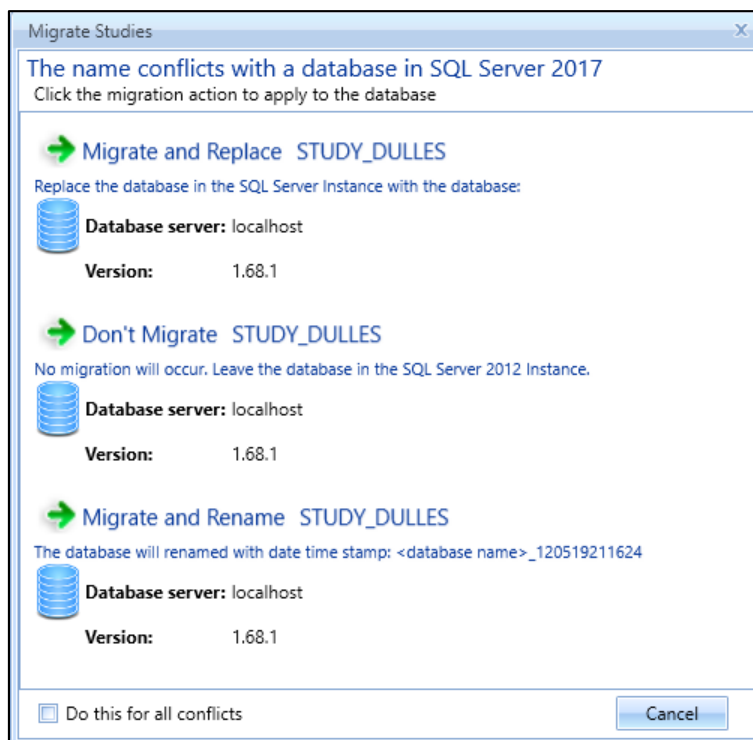 Migrate Studies
x
The name conflicts with a database in SQL Server 2017
Click the migration action to apply to the database
Migrate and Replace STUDY_DULLES
Replace the database in the SQL Server Instance with the database:
Database server: localhost
Version: 1.68.1
Don't Migrate STUDY_DULLES
No migration will occur. Leave the database in the SQL Server 2012 Instance.
Database server: localhost
Version: 1.68.1
Migrate and Rename STUDY_DULLES
The database will renamed with date time stamp: <database name>_120519211624
Database server: localhost
Version: 1.68.1
Do this for all conflicts
Cancel